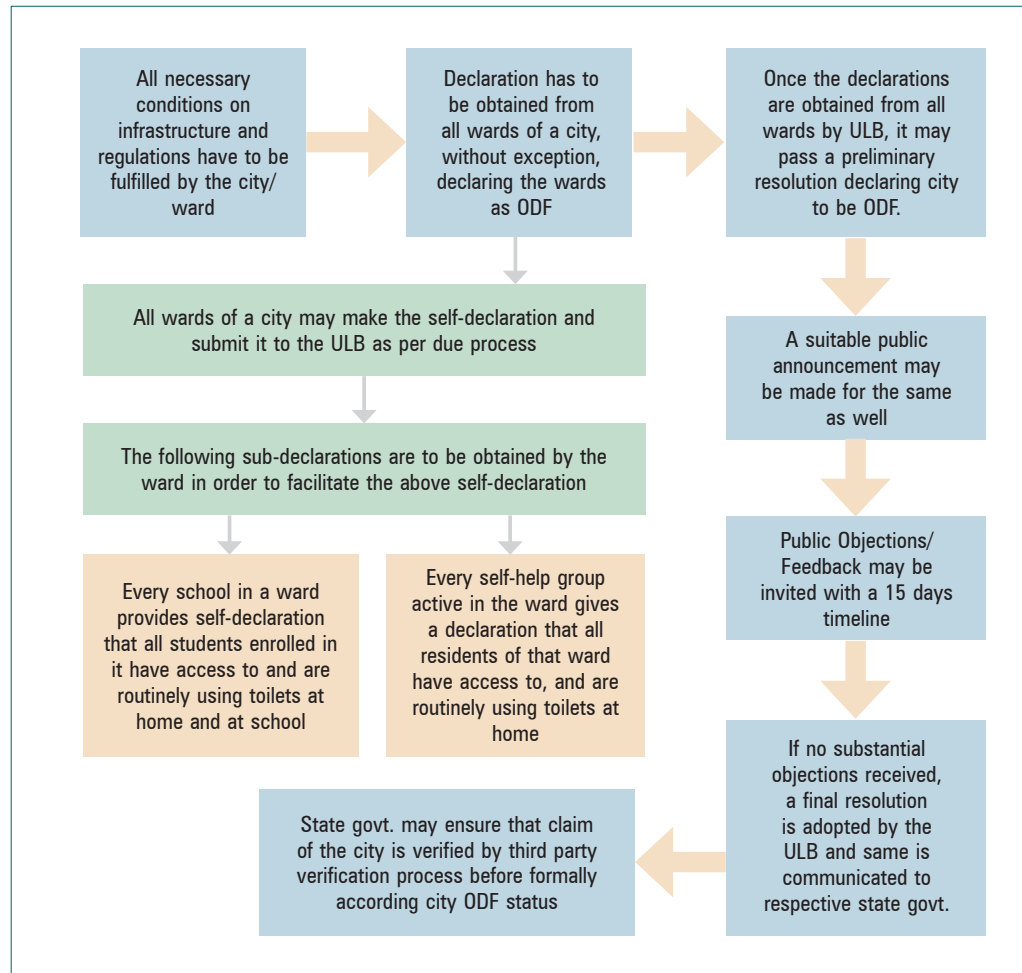 All necessary
conditions on
infrastructure and
regulations have to be
fulfilled by the city/
ward
Declaration has to
be obtained from
all wards of a city,
without exception,
declaring the wards
as ODF
Once the declarations
are obtained from all
wards by ULB, it may
pass a preliminary
resolution declaring city
to be ODF.
All wards of a city may make the self-declaration and
submit it to the ULB as per due process
The following sub-declarations are to be obtained by the
ward in order to facilitate the above self-declaration
Every school in a ward
provides self-declaration
that all students enrolled in
it have access to and are
routinely using toilets at
home and at school
Every self-help group
active in the ward gives
a declaration that all
residents of that ward
have access to, and are
routinely using toilets at
home
A suitable public
announcement may
be made for the same
as well
Public Objections/
Feedback may be
invited with a 15 days
timeline
If no substantial
objections received,
a final resolution
is adopted by the
ULB and same is
communicated to
respective state govt.
State govt. may ensure that claim
of the city is verified by third party
verification process before formally
according city ODF status